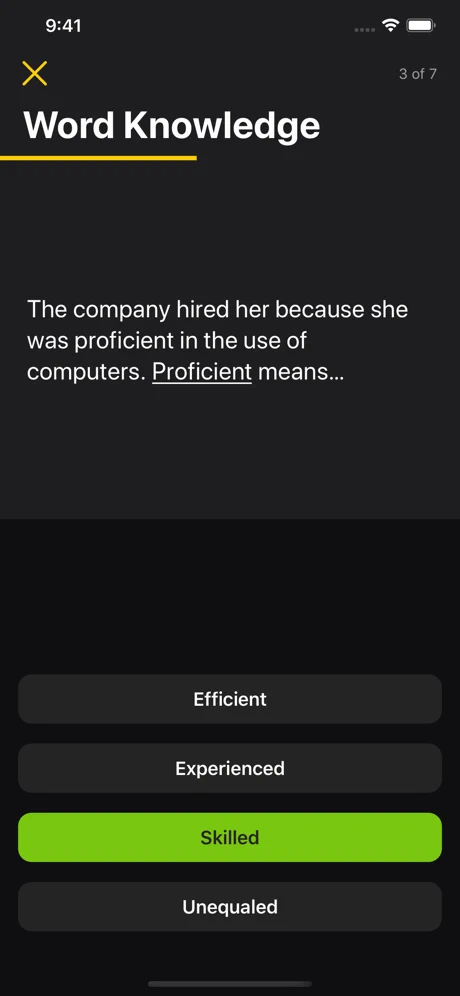 9:41
3 of 7
Word Knowledge
The company hired her because she
was proficient in the use of
computers. Proficient means...
Efficient
Experienced
Skilled
Unequaled